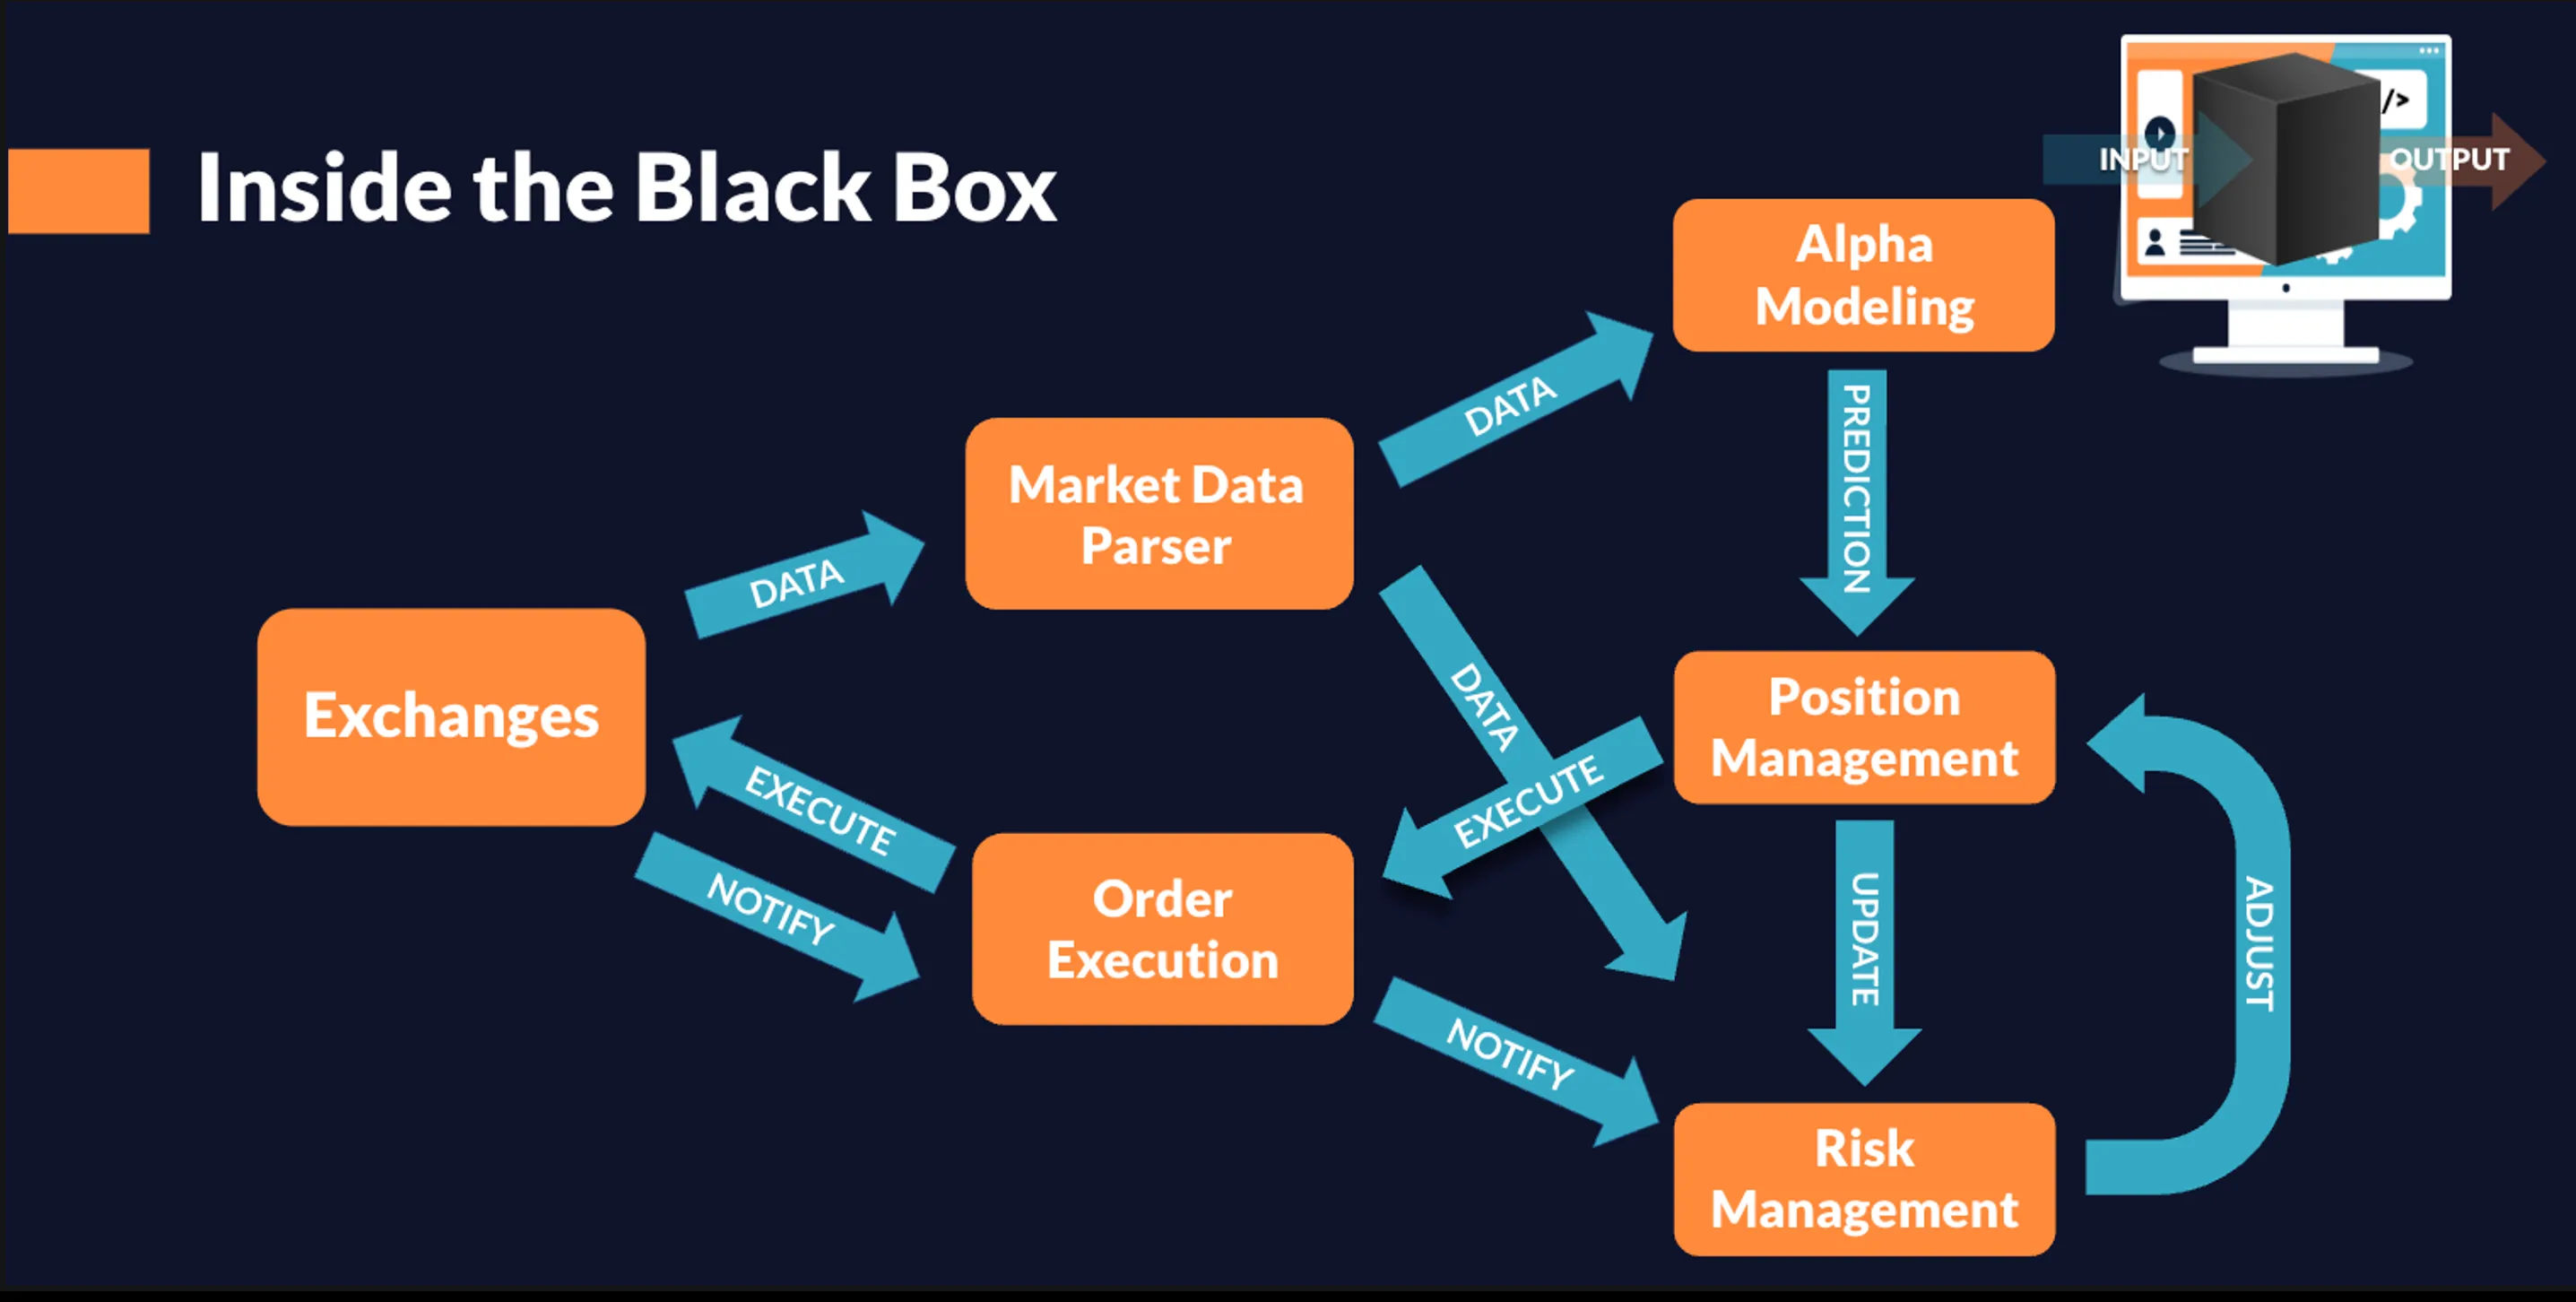 Inside the Black Box
</>
INPUT
OUTPUT
Alpha
Modeling
DATA
PREDICTION
Market Data
Parser
DATA
Exchanges
DATA
Position
Management
EXECUTE
EXECUTE
NOTIFY
Order
Execution
UPDATE
ADJUST
NOTIFY
Risk
Management